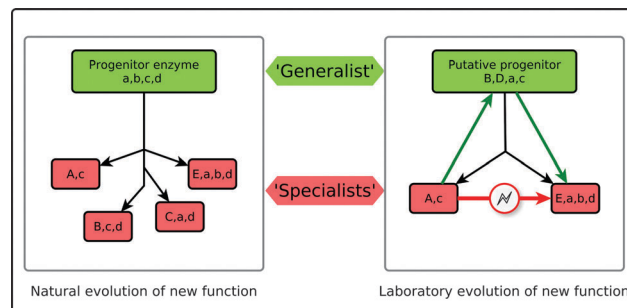 Progenitor enzyme
a,b,c,d
'Generalist'
Putative progenitor
B,D,a,c
A,c
E,a,b,d
B,c,d
C,a,d
'Specialists'
A,c
E,a,b,d
Natural evolution of new function
Laboratory evolution of new function